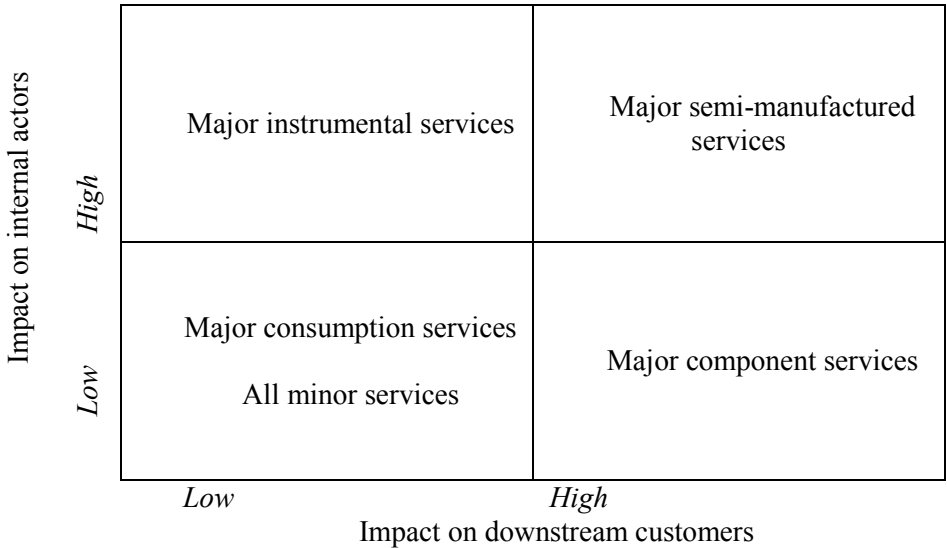 Impact on internal actors
High
Low
Major instrumental services
Major semi-manufactured
services
Major consumption services
All minor services
Major component services
Low
High
Impact on downstream customers